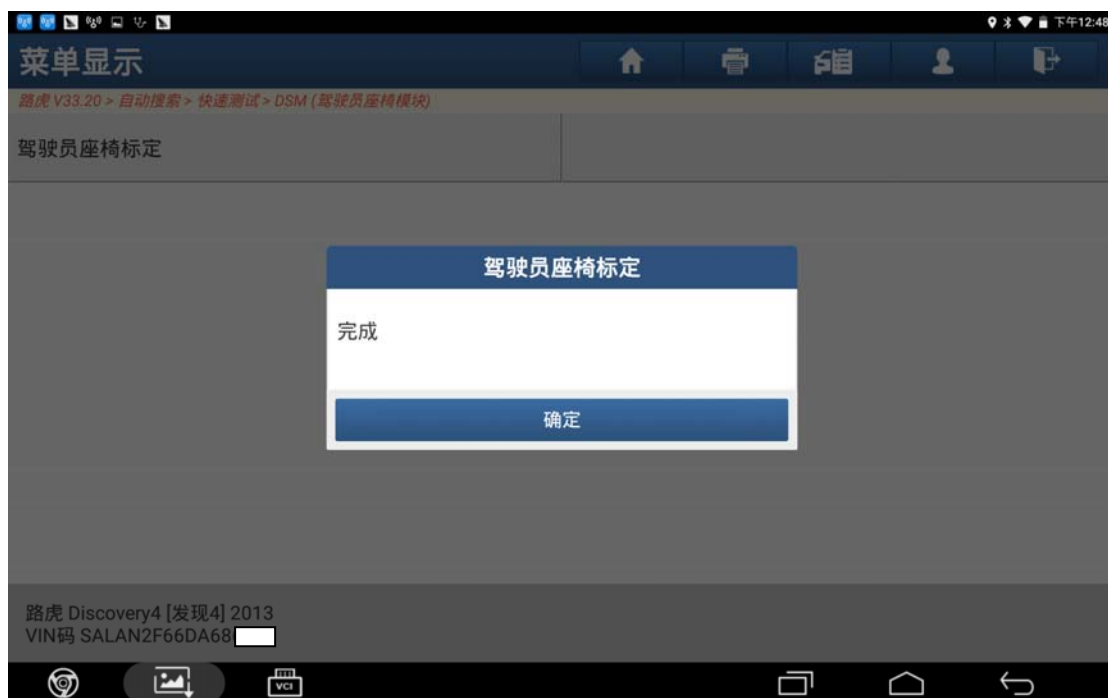 下午12:48
菜单显示
路虎 V33.20 > 自动搜索 > 快速测试 > DSM (驾驶员座椅模块)
驾驶员座椅标定
驾驶员座椅标定
完成
确定
路虎 Discovery4 [发现4] 2013
VIN码 SALAN2F66DA68
VCI